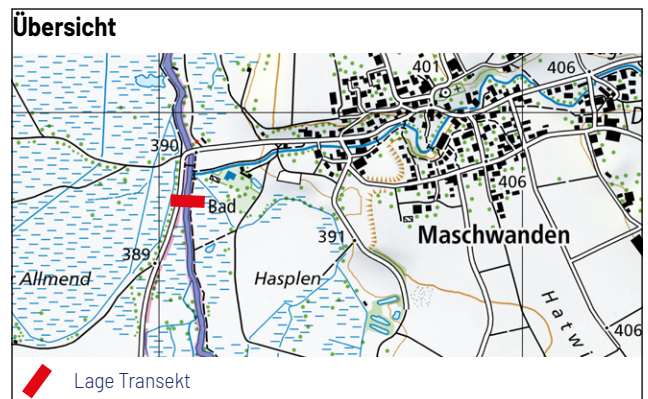 Übersicht
401
406
390
Bad
406
391
Maschwanden
389
Allmend
Hasplen
Hatwi
406
Lage Transekt